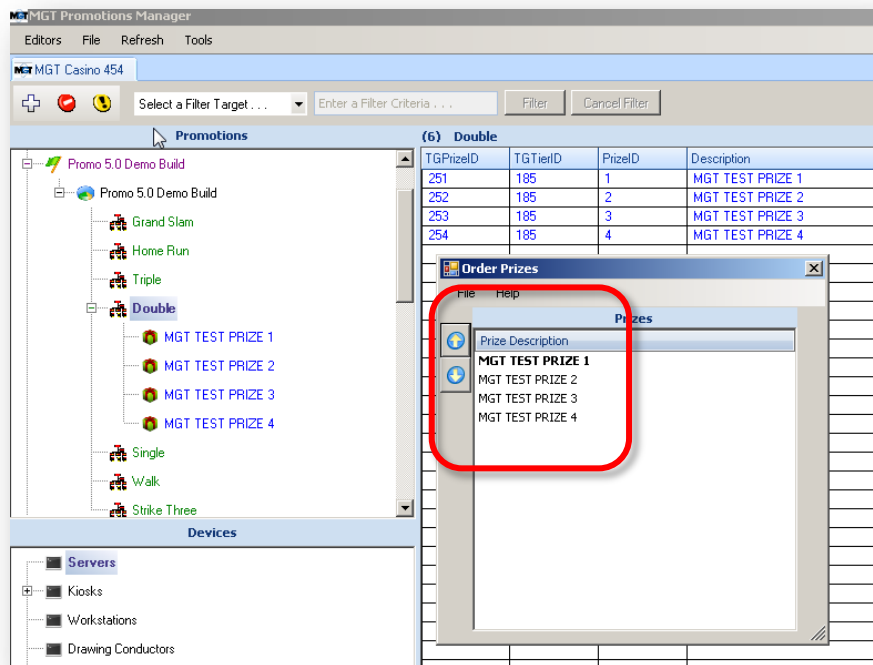 MGT MGT Promotions Manager
Editors File Refresh Tools
MGT MGT Casino 454
Select a Filter Target . . . Enter a Filter Criteria . . . Filter Cancel Filter
Promotions
Promo 5.0 Demo Build
Promo 5.0 Demo Build
Grand Slam
Home Run
Triple
Double
MGT TEST PRIZE 1
MGT TEST PRIZE 2
MGT TEST PRIZE 3
MGT TEST PRIZE 4
Single
Walk
Strike Three
Devices
Servers
Kiosks
Workstations
Drawing Conductors
(6) Double
TGPrizeID TGTierID PrizeID Description
251 185 1 MGT TEST PRIZE 1
252 185 2 MGT TEST PRIZE 2
253 185 3 MGT TEST PRIZE 3
254 185 4 MGT TEST PRIZE 4
Order Prizes
File Help
Prizes
Prize Description
MGT TEST PRIZE 1
MGT TEST PRIZE 2
MGT TEST PRIZE 3
MGT TEST PRIZE 4